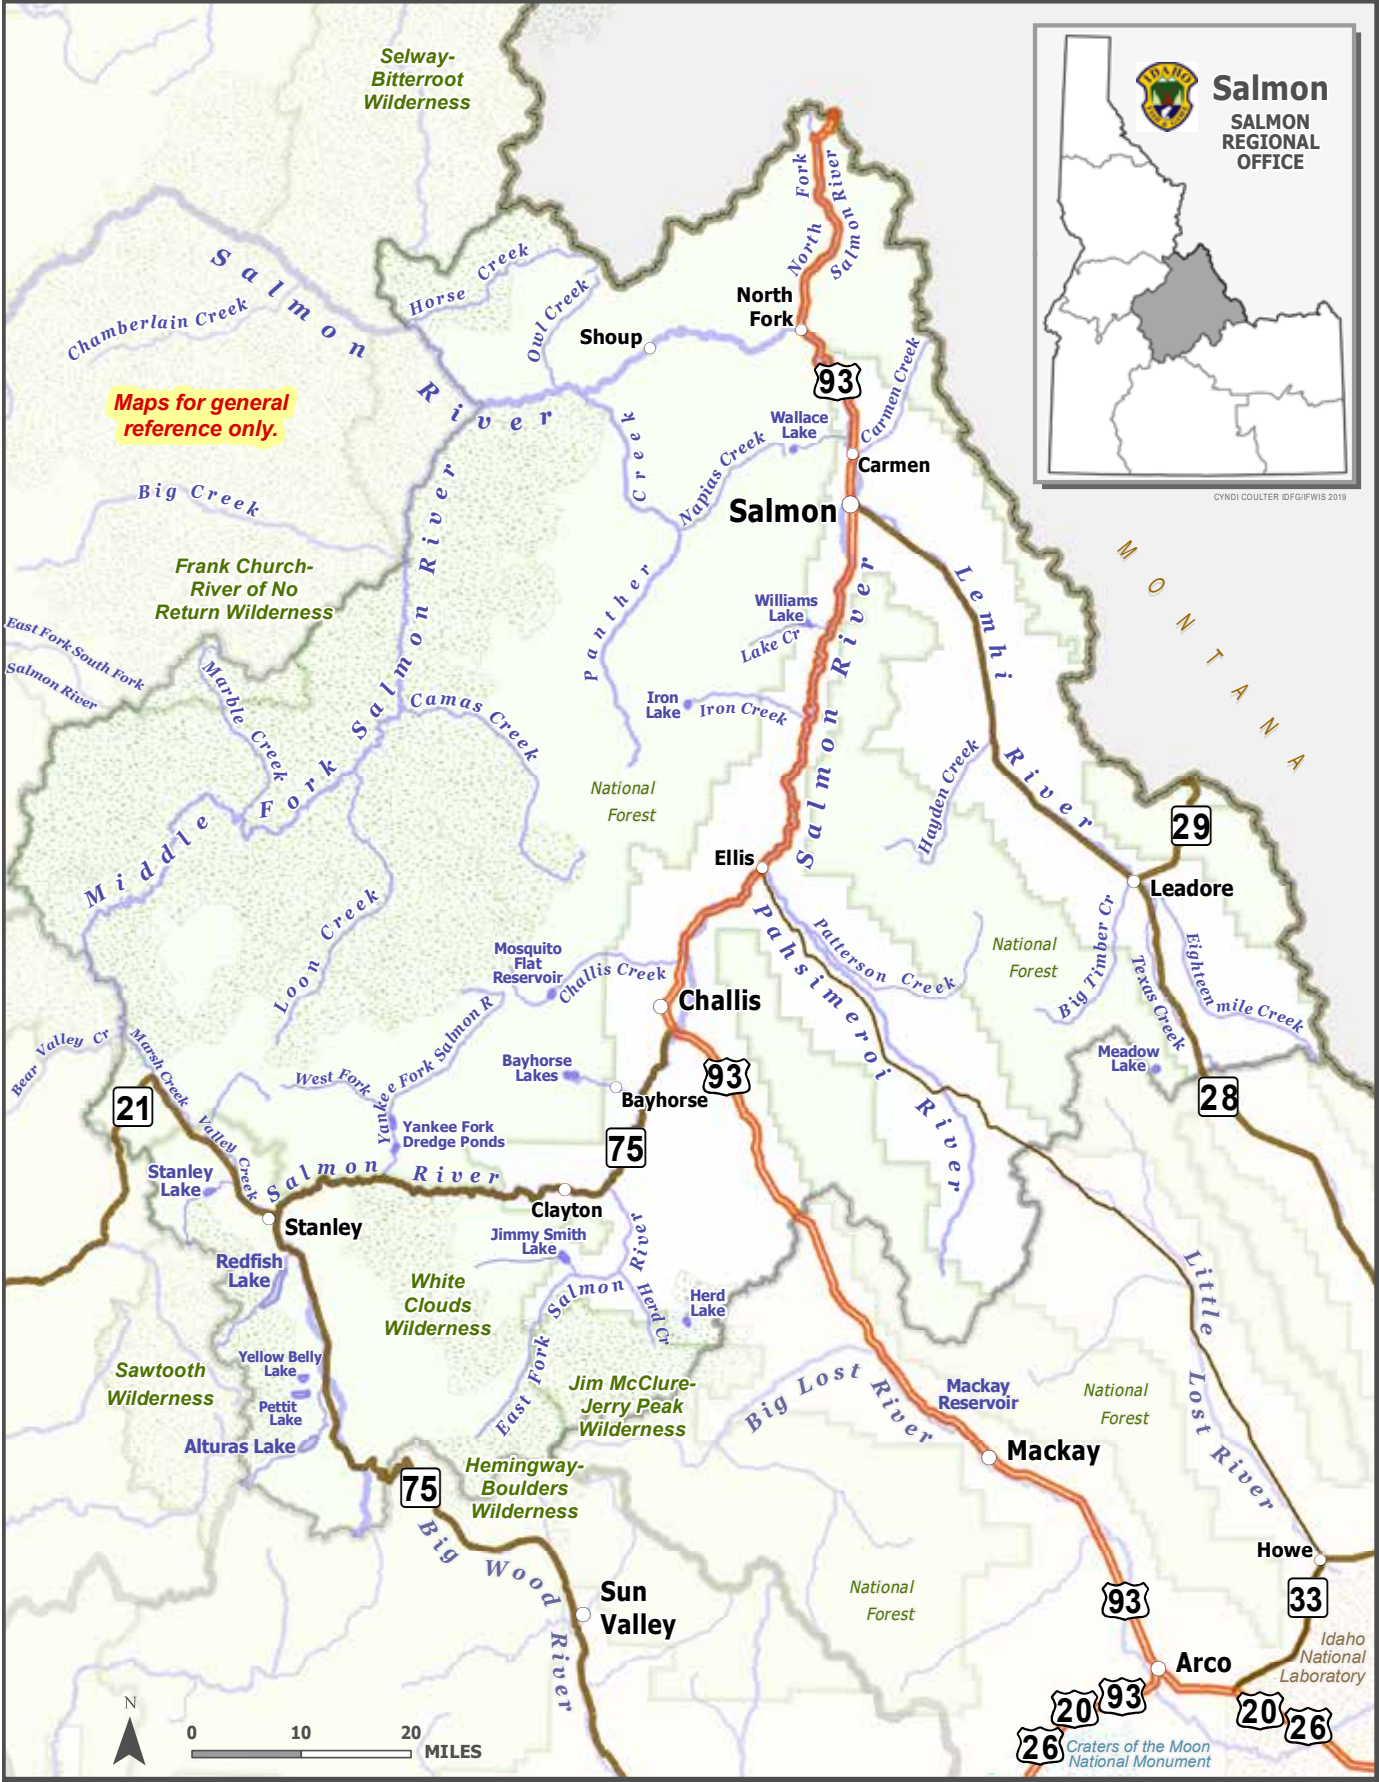 Selway-
Bitterroot
Wilderness
Salmon
SALMON
REGIONAL
OFFICE
IDAHO
FISH & GAME
CYNDI COULTER IDFG/IFWIS 2019
North Fork
Salmon River
Horse Creek
Owl Creek
Chamberlain Creek
Salmon River
North
Fork
Shoup
93
Carmen Creek
Maps for general
reference only.
Wallace
Lake
Carmen
Napias Creek
Panther Creek
Big Creek
Salmon
MONTANA
Frank Church-
River of No
Return Wilderness
Lemhi River
Williams
Lake
Lake Cr
East Fork South Fork
Salmon River
Marble Creek
Camas Creek
Iron
Lake
Iron Creek
Salmon River
Middle Fork Salmon River
Hayden Creek
National
Forest
29
Ellis
Leadore
Loon Creek
Pahsimeroi River
Patterson Creek
National
Forest
Big Timber Cr
Texas Creek
Eighteen mile Creek
Mosquito
Flat
Reservoir
Challis Creek
Challis
Bear Valley Cr
Marsh Creek
Meadow
Lake
West Fork
Yankee Fork Salmon R
Bayhorse
Lakes
Bayhorse
93
28
21
Valley Creek
Yankee Fork
Dredge Ponds
75
Stanley
Lake
Salmon River
Clayton
Stanley
Jimmy Smith
Lake
Redfish
Lake
White
Clouds
Wilderness
East Fork Salmon River
Herd Cr
Herd
Lake
Little Lost River
Sawtooth
Wilderness
Yellow Belly
Lake
Pettit
Lake
Alturas Lake
Jim McClure-
Jerry Peak
Wilderness
Big Lost River
Mackay
Reservoir
National
Forest
Mackay
Hemingway-
Boulders
Wilderness
75
Big Wood River
Howe
Sun
Valley
National
Forest
93
33
Idaho
National
Laboratory
Arco
93
20
26
20
26
Craters of the Moon
National Monument
N
0 10 20
MILES